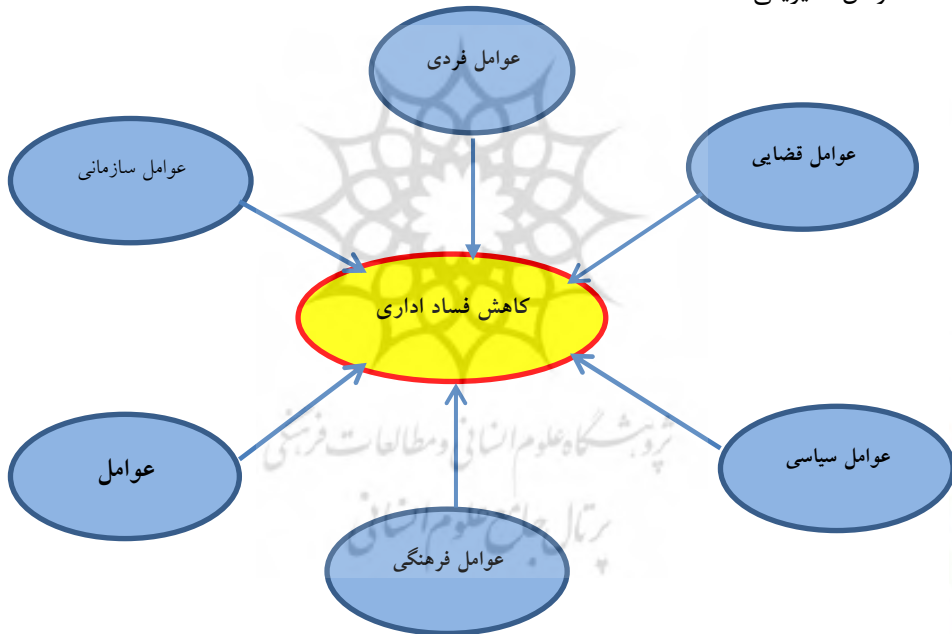 عوامل فردی
عوامل قضایی
عوامل سازمانی
کاهش فساد اداری
عوامل سیاسی
عوامل
عوامل فرهنگی
پژوهشگاه علوم انسانی و مطالعات فرهنگی
پرتال جامع علوم انسانی